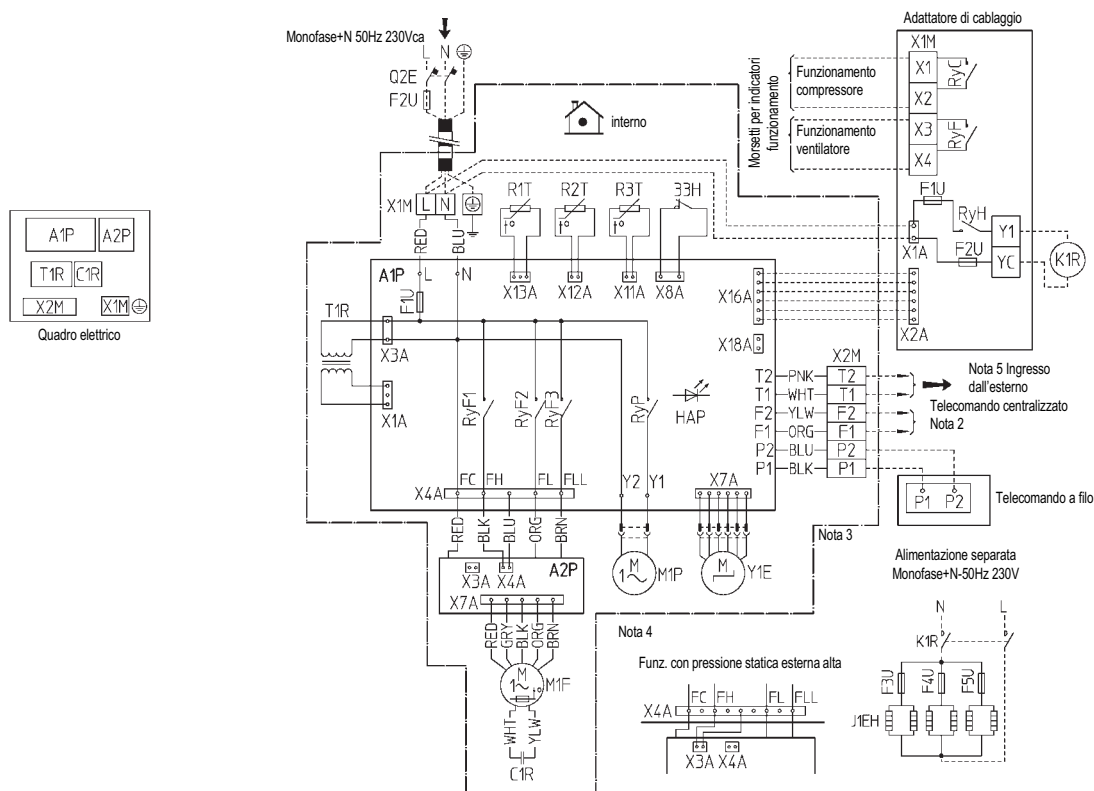 Monofase+N 50Hz 230Vca
L N
Q2E
F2U
interno
Adattatore di cablaggio
X1M
X1
X2
X3
X4
RyC
RyF
Morsetti per indicatori
funzionamento
Funzionamento
compressore
Funzionamento
ventilatore
F1U
RyH
X1A
F2U
Y1
YC
K1R
X2A
A1P A2P
T1R C1R
X2M X1M
Quadro elettrico
X1M L N
RED BLU
R1T R2T R3T 33H
X13A X12A X11A X8A
A1P L N
F1U
X16A
X18A
T1R
X3A
X1A
RyF1 RyF2 RyF3 RyP
HAP
X2M
T2 PNK T2
T1 WHT T1
F2 YLW F2
F1 ORG F1
P2 BLU P2
P1 BLK P1
Nota 5 Ingresso
dall'esterno
Telecomando centralizzato
Nota 2
P1 P2
Telecomando a filo
X4A FC FH FL FLL
Y2 Y1
X7A
RED BLK BLU ORG BRN
X3A X4A A2P
X7A
M
1~ M1P
M Y1E
Nota 3
RED GRY BLK ORG BRN
M
1~ M1F
WHT YLW
C1R
Nota 4
Funz. con pressione statica esterna alta
FC FH FL FLL
X4A
X3A X4A
Alimentazione separata
Monofase+N-50Hz 230V
N L
K1R
F3U F4U F5U
J1EH